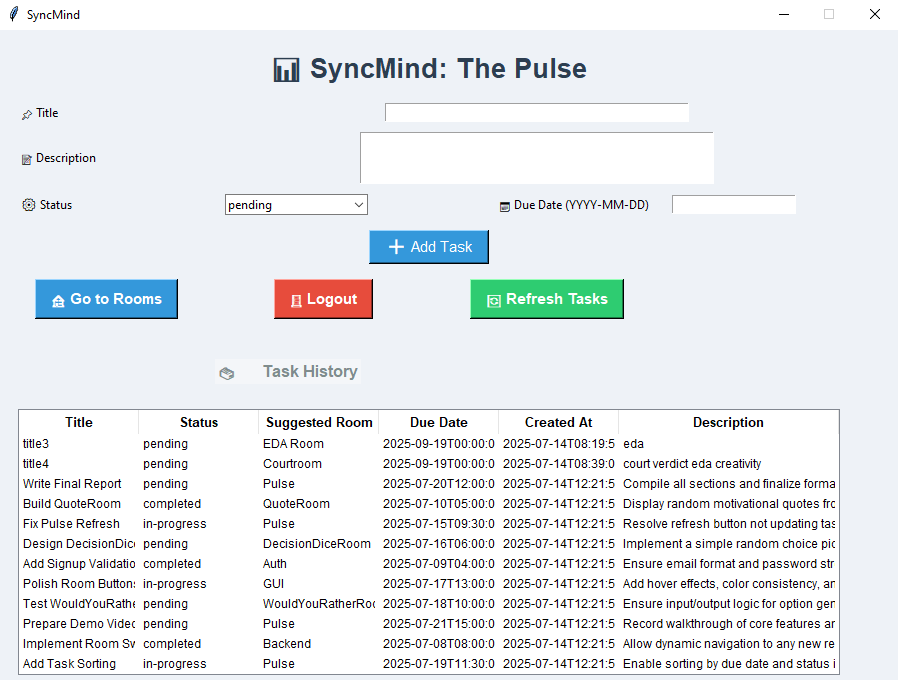 SyncMind
SyncMind: The Pulse
Title
Description
Status pending Due Date (YYYY-MM-DD)
Add Task
Go to Rooms Logout Refresh Tasks
Task History
Title Status Suggested Room Due Date Created At Description
title3 pending EDA Room 2025-09-19T00:00:0 2025-07-14T08:19:5 eda
title4 pending Courtroom 2025-09-19T00:00:0 2025-07-14T08:39:0 court verdict eda creativity
Write Final Report pending Pulse 2025-07-20T12:00:0 2025-07-14T12:21:5 Compile all sections and finalize forma
Build QuoteRoom completed QuoteRoom 2025-07-10T05:00:0 2025-07-14T12:21:5 Display random motivational quotes fro
Fix Pulse Refresh in-progress Pulse 2025-07-15T09:30:0 2025-07-14T12:21:5 Resolve refresh button not updating tas
Design DecisionDice pending DecisionDiceRoom 2025-07-16T06:00:0 2025-07-14T12:21:5 Implement a simple random choice pic
Add Signup Validatio completed Auth 2025-07-09T04:00:0 2025-07-14T12:21:5 Ensure email format and password str
Polish Room Buttons in-progress GUI 2025-07-17T13:00:0 2025-07-14T12:21:5 Add hover effects, color consistency, an
Test WouldYouRathe pending WouldYouRatherRoo 2025-07-18T10:00:0 2025-07-14T12:21:5 Ensure input/output logic for option gen
Prepare Demo Video pending Pulse 2025-07-21T15:00:0 2025-07-14T12:21:5 Record walkthrough of core features an
Implement Room Sw completed Backend 2025-07-08T08:00:0 2025-07-14T12:21:5 Allow dynamic navigation to any new re
Add Task Sorting in-progress Pulse 2025-07-19T11:30:0 2025-07-14T12:21:5 Enable sorting by due date and status i